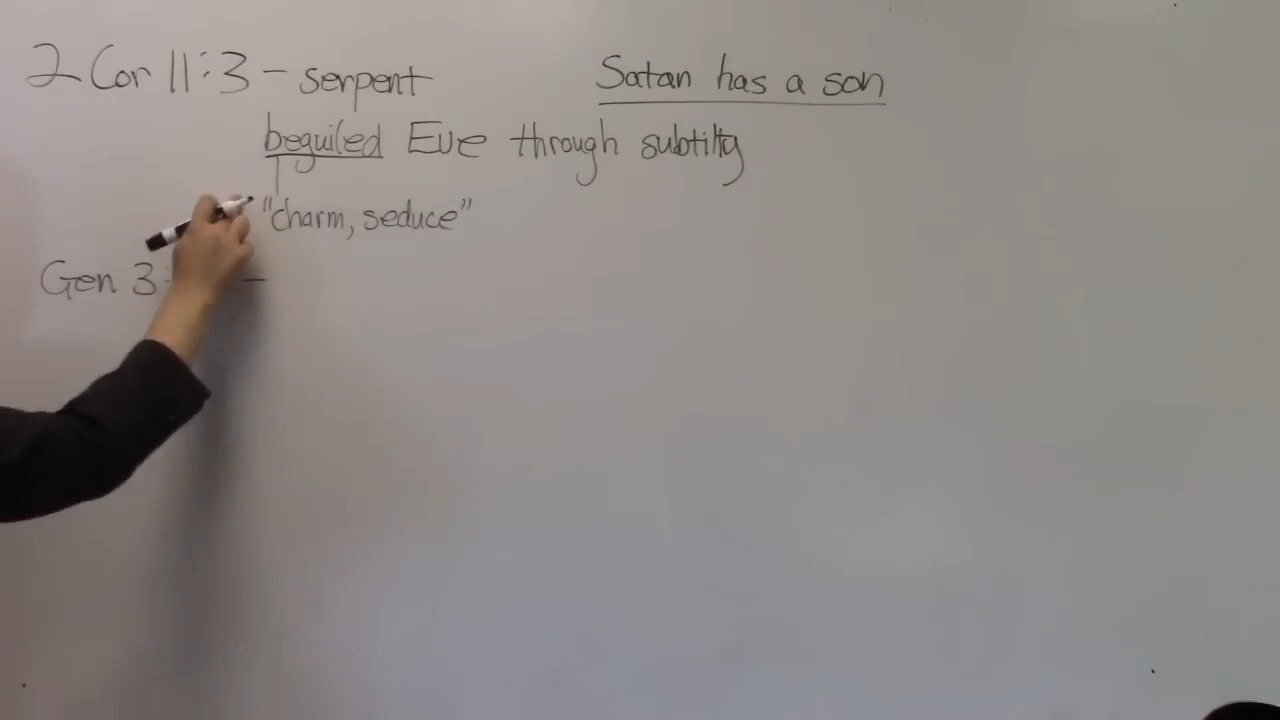 2 Cor 11:3 - serpent
Satan has a son
beguiled Eve through subtilty
"charm, seduce"
Gen 3: -